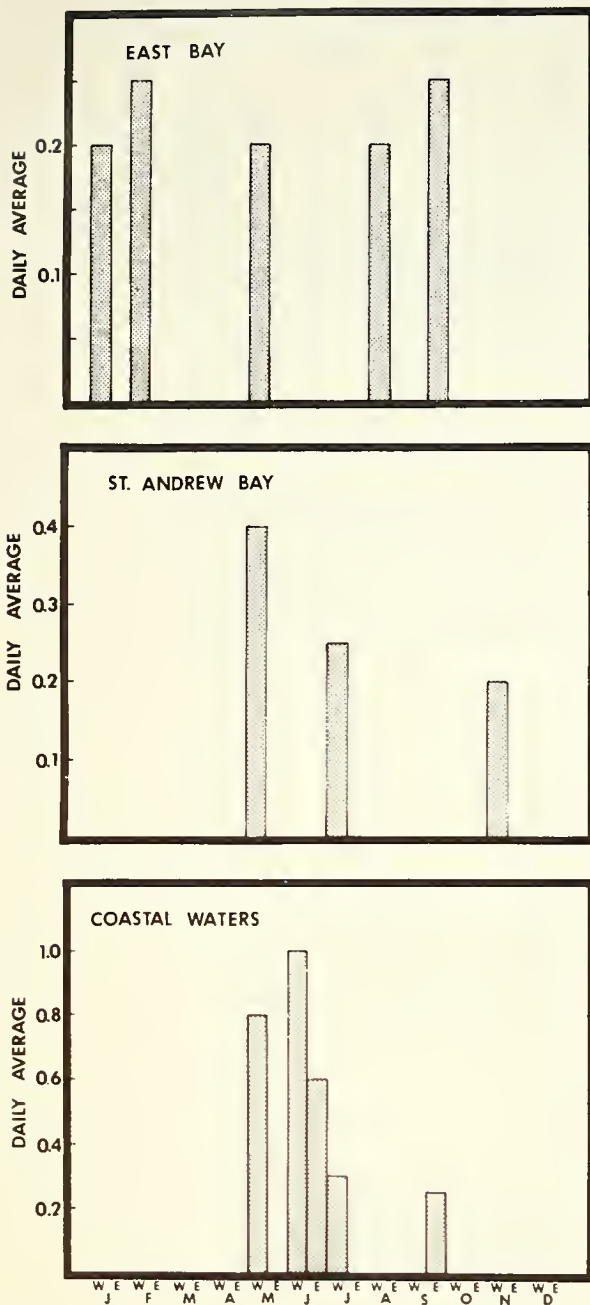 EAST BAY
DAILY AVERAGE
0.2
0.1
ST. ANDREW BAY
DAILY AVERAGE
0.4
0.3
0.2
0.1
COASTAL WATERS
DAILY AVERAGE
1.0
0.8
0.6
0.4
0.2
W E W E W E W E W E W E W E W E W E W E W E W E
J F M A M J J A S O N D